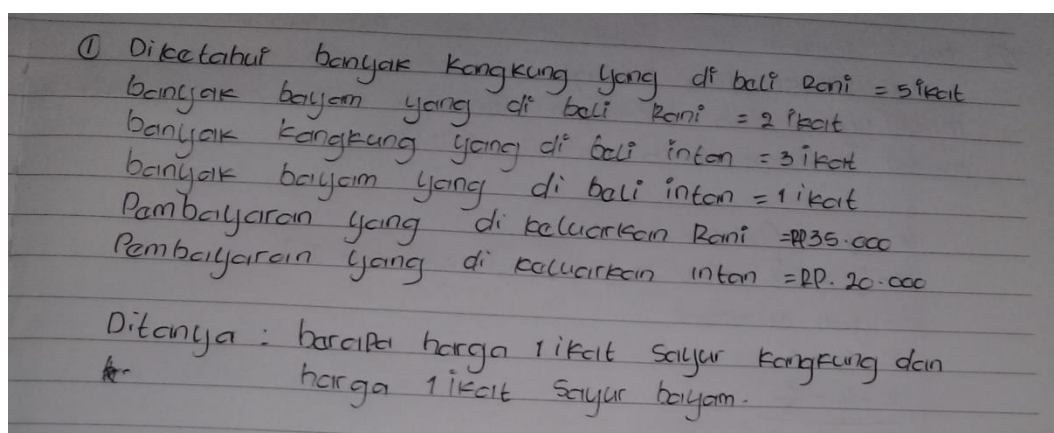 ① Diketahui banyak kangkung yang di beli Rani = 5 ikat
banyak bayam yang di beli Rani = 2 ikat
banyak kangkung yang di beli intan = 3 ikat
banyak bayam yang di beli intan = 1 ikat
Pembayaran yang di keluarkan Rani = RP 35.000
Pembayaran yang di keluarkan intan = RP. 20.000
Ditanya : berapa harga 1 ikat sayur kangkung dan
harga 1 ikat sayur bayam.